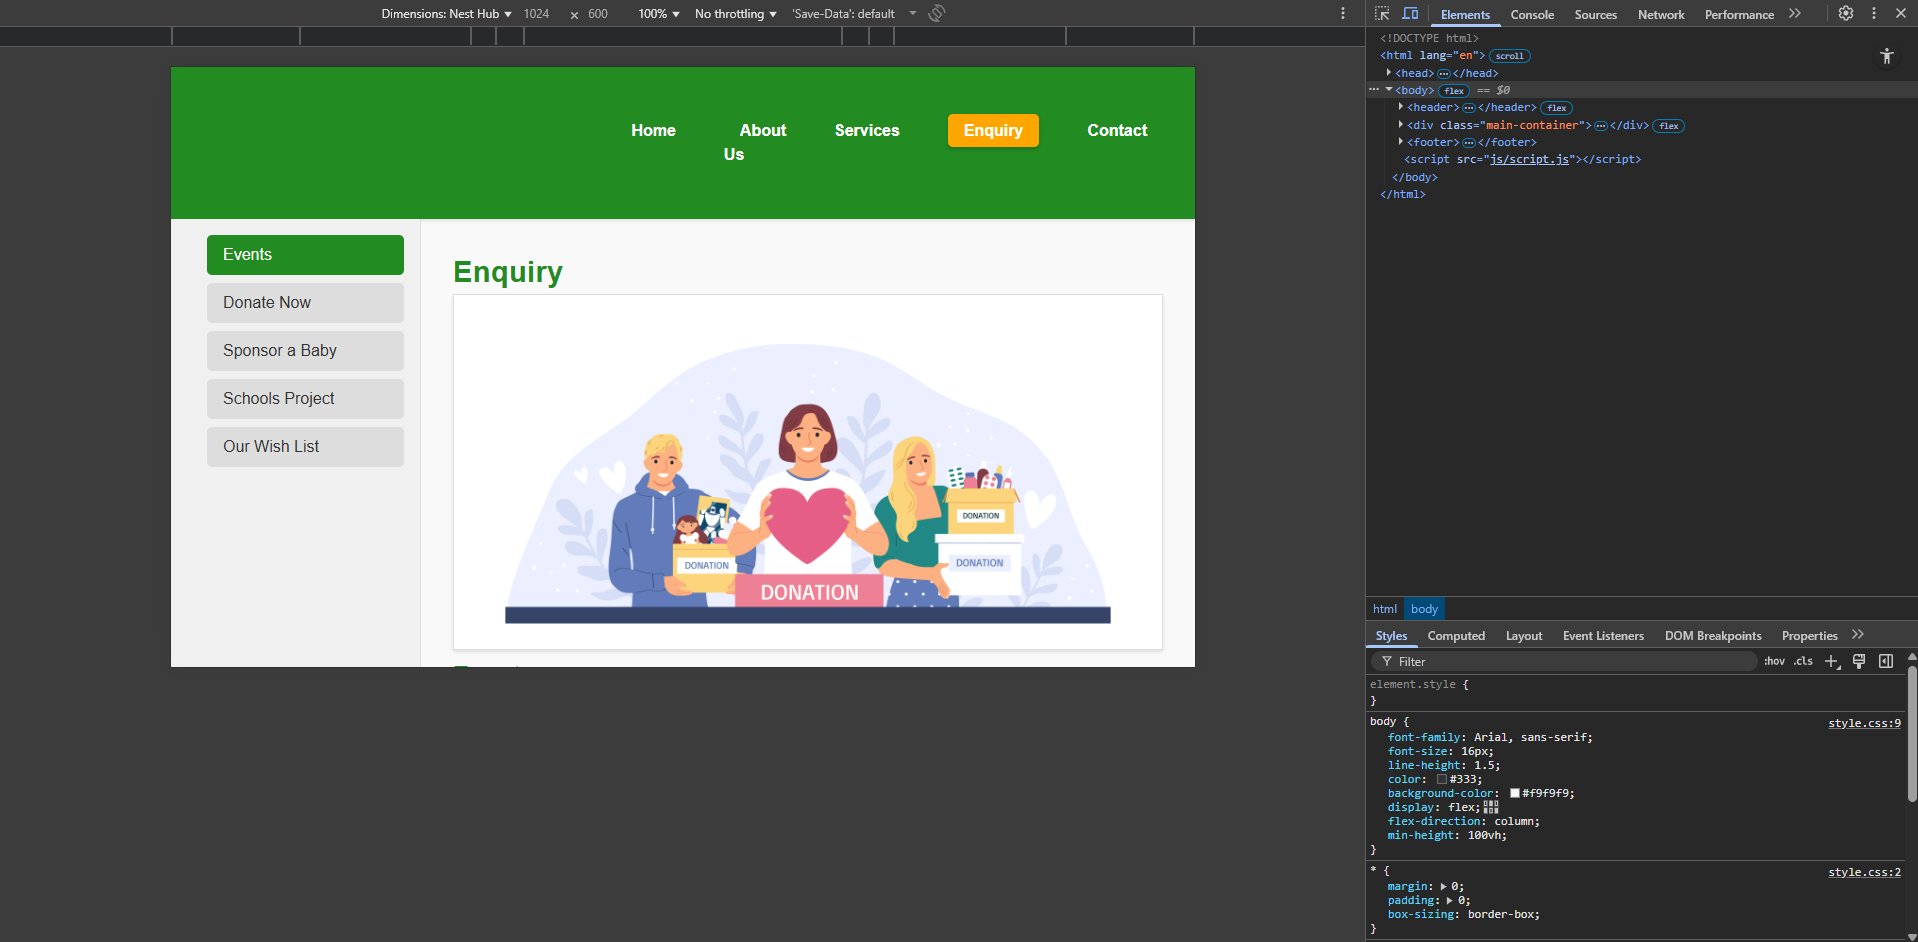 Dimensions: Nest Hub 1024 × 600 100% No throttling 'Save-Data': default
Elements Console Sources Network Performance
Home About Us Services Enquiry Contact
Events
Donate Now
Sponsor a Baby
Schools Project
Our Wish List
Enquiry
DONATION
DONATION
DONATION
DONATION
<!DOCTYPE html>
<html lang="en"> scroll
<head> … </head>
… <body> flex == $0
<header> … </header> flex
<div class="main-container"> … </div> flex
<footer> … </footer>
<script src="js/script.js"></script>
</body>
</html>
html body
Styles Computed Layout Event Listeners DOM Breakpoints Properties
Filter :hov .cls
element.style {
}
body { style.css:9
font-family: Arial, sans-serif;
font-size: 16px;
line-height: 1.5;
color: #333;
background-color: #f9f9f9;
display: flex;
flex-direction: column;
min-height: 100vh;
}
* { style.css:2
margin: 0;
padding: 0;
box-sizing: border-box;
}